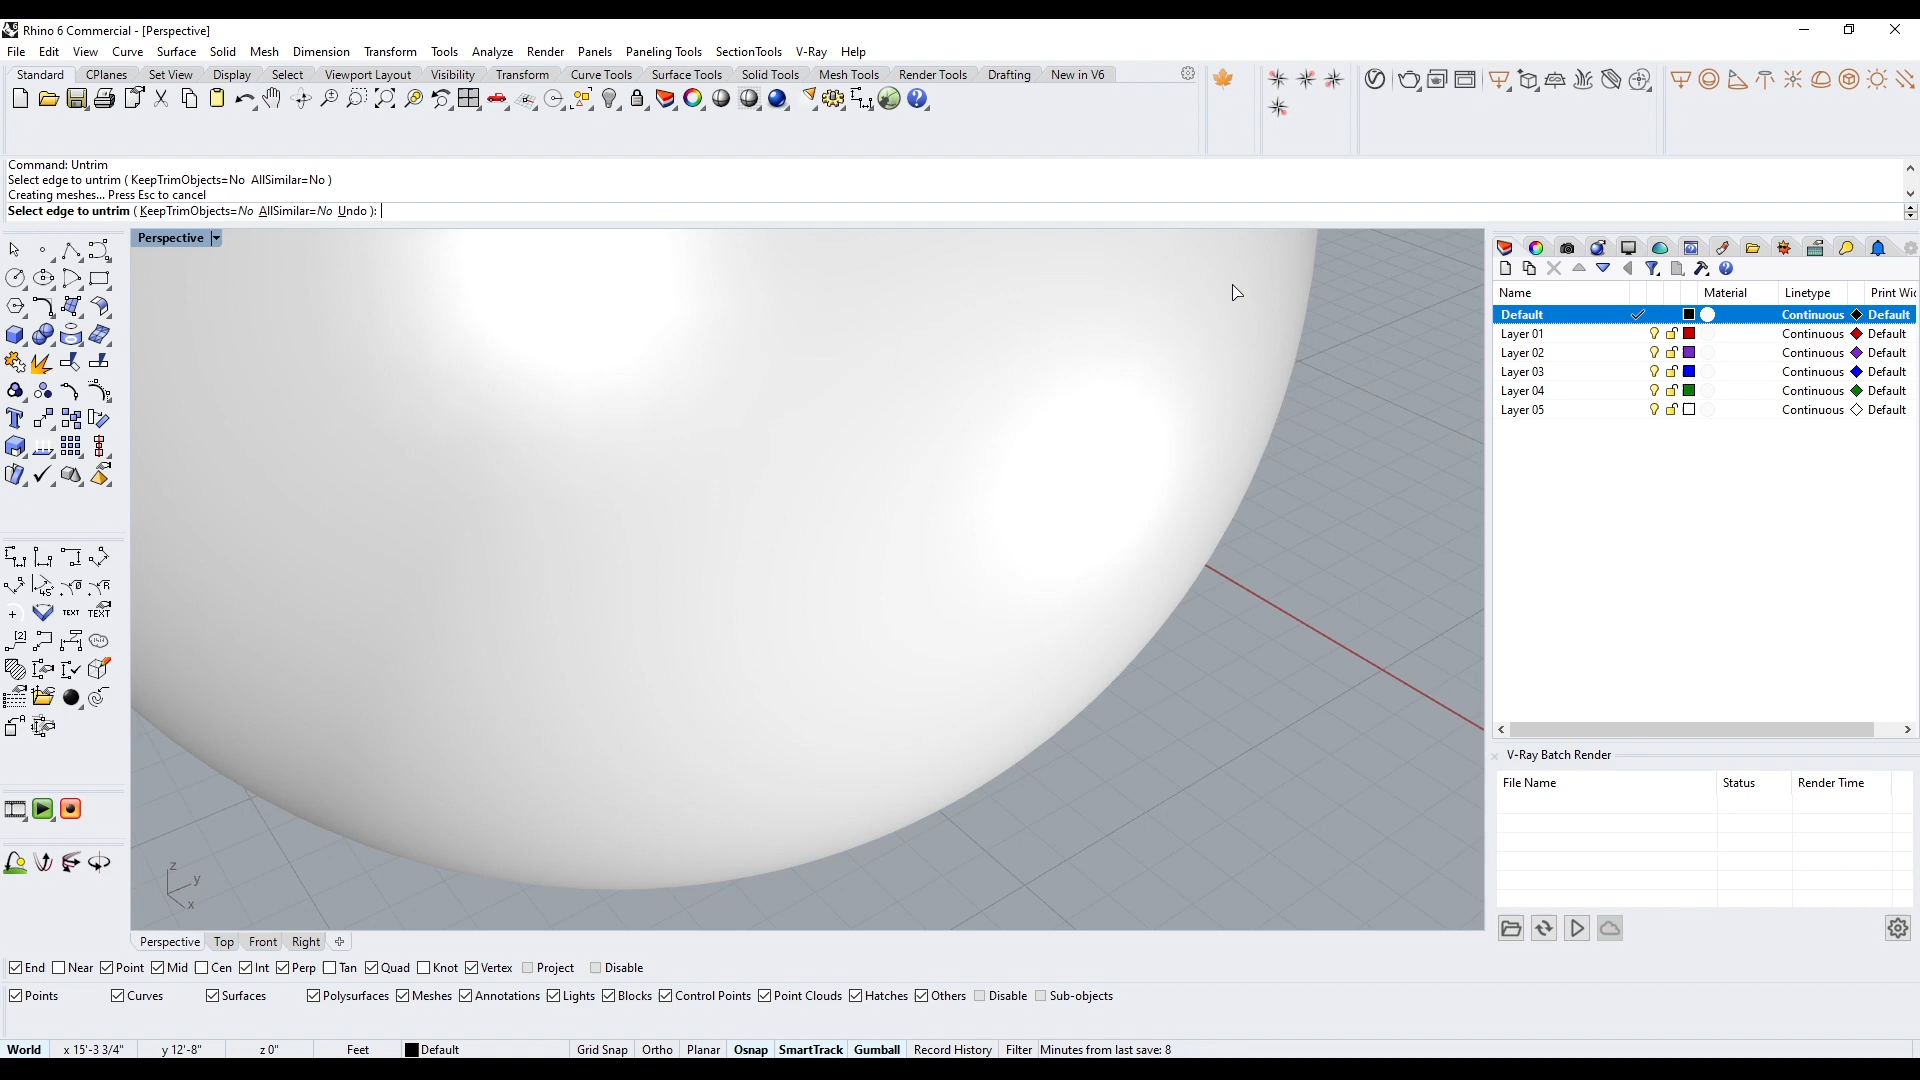 Rhino 6 Commercial - [Perspective]
File Edit View Curve Surface Solid Mesh Dimension Transform Tools Analyze Render Panels Paneling Tools SectionTools V-Ray Help
Standard CPlanes Set View Display Select Viewport Layout Visibility Transform Curve Tools Surface Tools Solid Tools Mesh Tools Render Tools Drafting New in V6
Command: Untrim
Select edge to untrim ( KeepTrimObjects=No AllSimilar=No )
Creating meshes... Press Esc to cancel
Select edge to untrim ( KeepTrimObjects=No AllSimilar=No Undo ):
Perspective
Name Material Linetype Print Wi
Default Continuous Default
Layer 01 Continuous Default
Layer 02 Continuous Default
Layer 03 Continuous Default
Layer 04 Continuous Default
Layer 05 Continuous Default
TEXT TEXT
V-Ray Batch Render
File Name Status Render Time
z
y
x
Perspective Top Front Right
End Near Point Mid Cen Int Perp Tan Quad Knot Vertex Project Disable
Points Curves Surfaces Polysurfaces Meshes Annotations Lights Blocks Control Points Point Clouds Hatches Others Disable Sub-objects
World x 15'-3 3/4" y 12'-8" z 0" Feet Default Grid Snap Ortho Planar Osnap SmartTrack Gumball Record History Filter Minutes from last save: 8